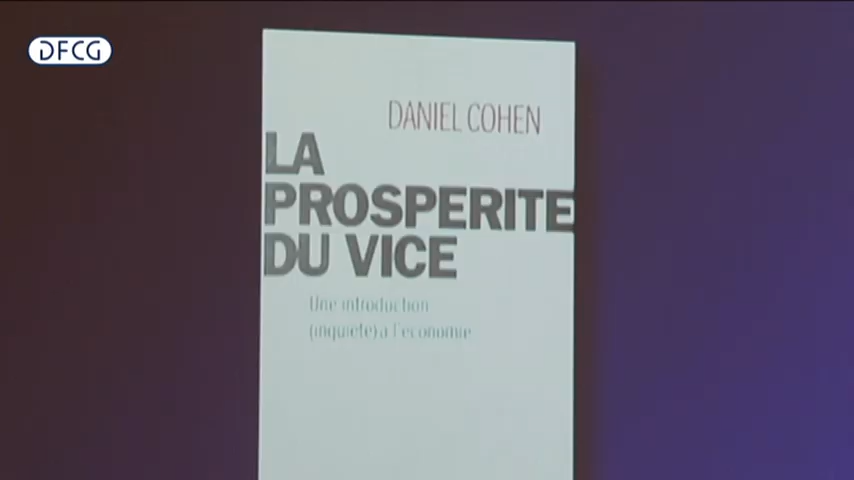 DFCG
DANIEL COHEN
LA
PROSPERITE
DU VICE
Une introduction
(inquiète) à l'économie